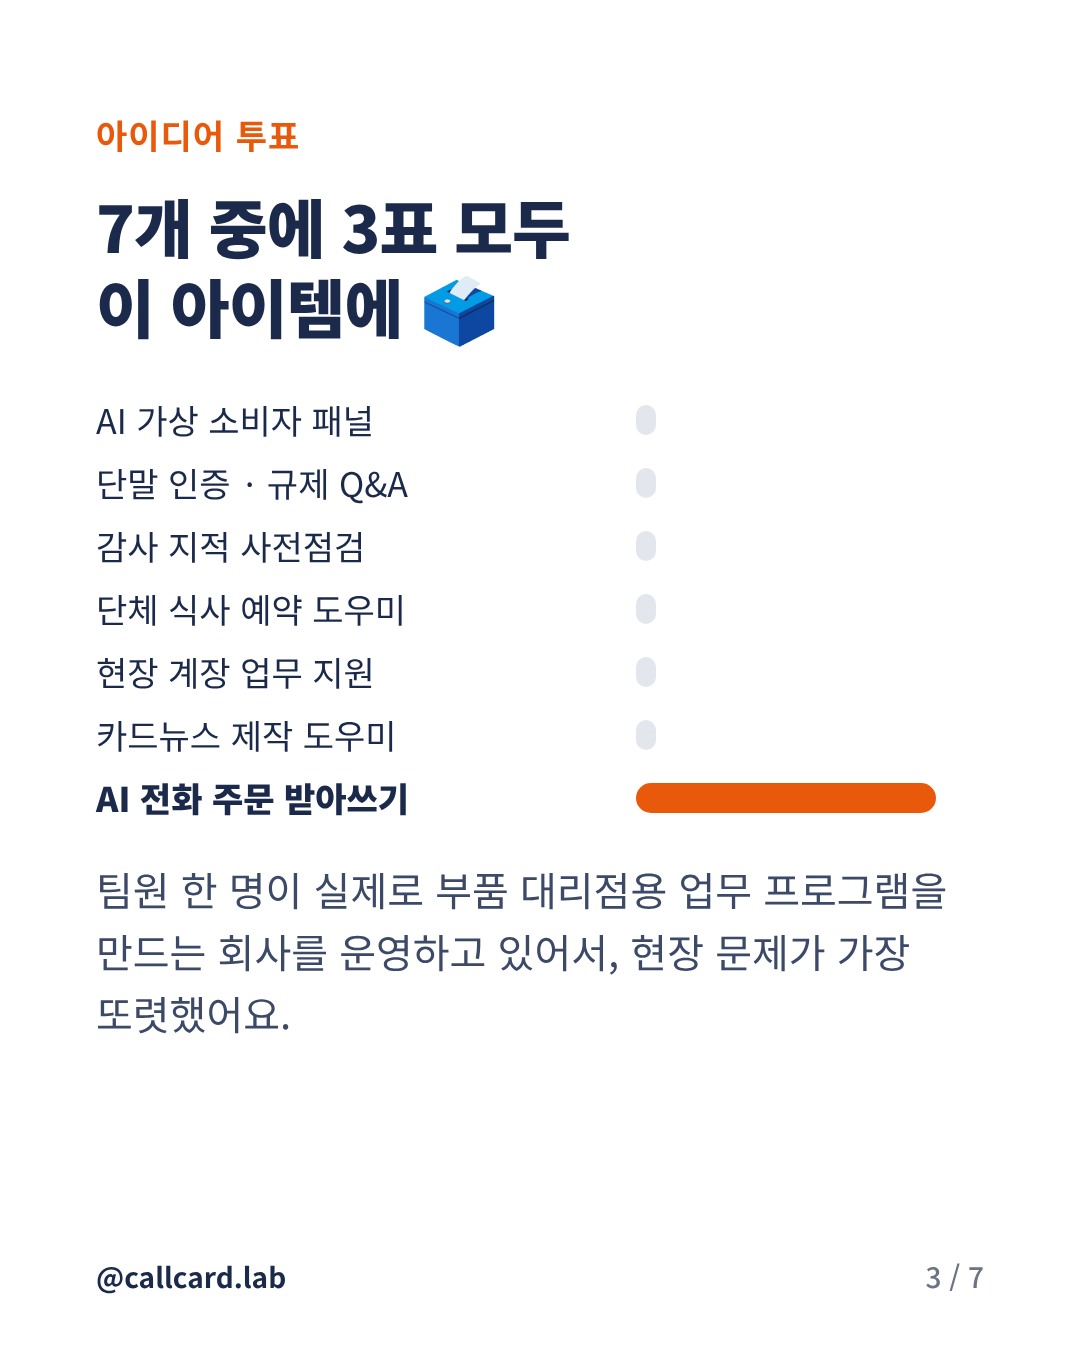 아이디어 투표
7개 중에 3표 모두
이 아이템에
AI 가상 소비자 패널
단말 인증 · 규제 Q&A
감사 지적 사전점검
단체 식사 예약 도우미
현장 계장 업무 지원
카드뉴스 제작 도우미
AI 전화 주문 받아쓰기
팀원 한 명이 실제로 부품 대리점용 업무 프로그램을
만드는 회사를 운영하고 있어서, 현장 문제가 가장
또렷했어요.
@callcard.lab
3 / 7